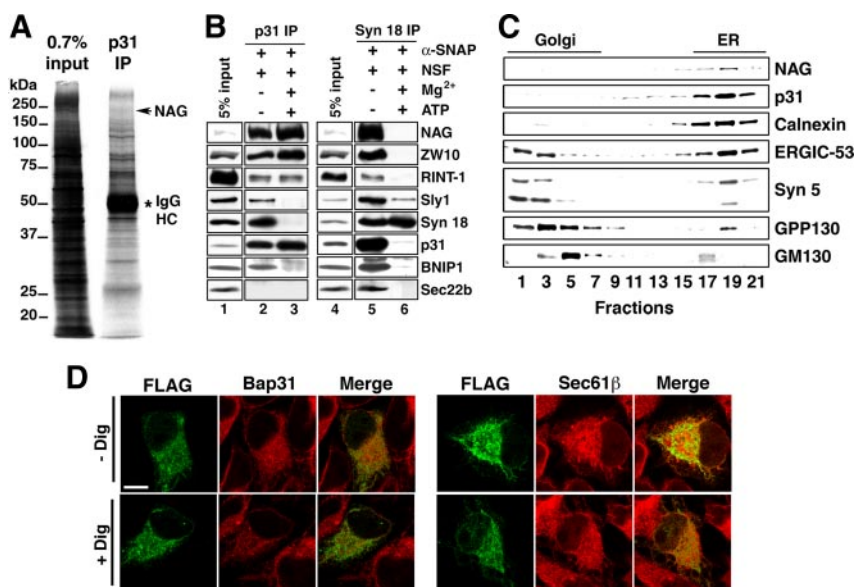 A
0.7% input
p31 IP
kDa
250
150
100
75
50
37
25
20
NAG
* IgG HC
B
p31 IP
Syn 18 IP
5% input
+ +
5% input
+ +
α-SNAP
+ +
+ +
NSF
- +
- +
Mg²⁺
ATP
NAG
ZW10
RINT-1
Sly1
Syn 18
p31
BNIP1
Sec22b
1 2 3 4 5 6
C
Golgi
ER
NAG
p31
Calnexin
ERGIC-53
Syn 5
GPP130
GM130
1 3 5 7 9 11 13 15 17 19 21
Fractions
D
FLAG Bap31 Merge FLAG Sec61β Merge
- Dig
+ Dig